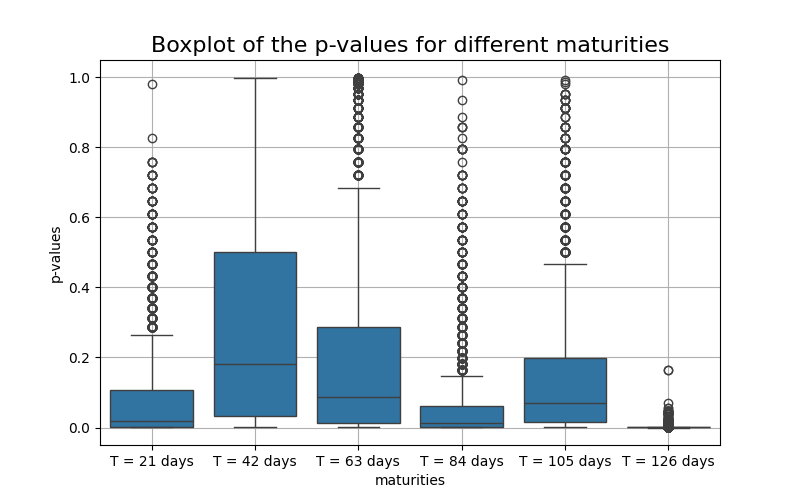 Boxplot of the p-values for different maturities
1.0
0.8
0.6
0.4
0.2
0.0
p-values
T = 21 days
T = 42 days
T = 63 days
T = 84 days
T = 105 days
T = 126 days
maturities